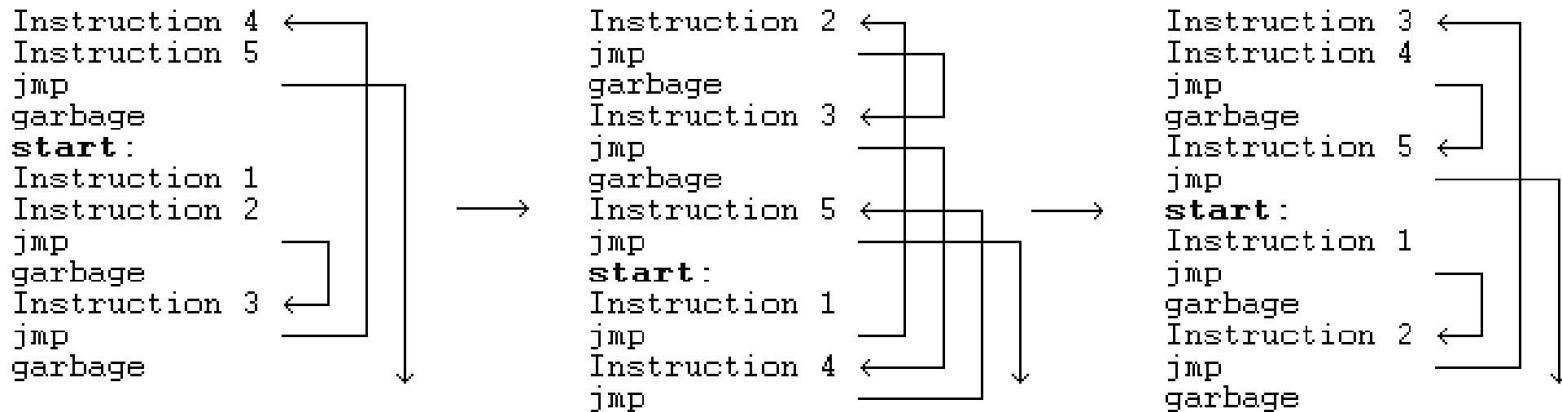 Instruction 4
Instruction 5
jmp
garbage
start:
Instruction 1
Instruction 2
jmp
garbage
Instruction 3
jmp
garbage
Instruction 2
jmp
garbage
Instruction 3
jmp
garbage
Instruction 5
jmp
start:
Instruction 1
jmp
Instruction 4
jmp
Instruction 3
Instruction 4
jmp
garbage
Instruction 5
jmp
start:
Instruction 1
jmp
garbage
Instruction 2
jmp
garbage